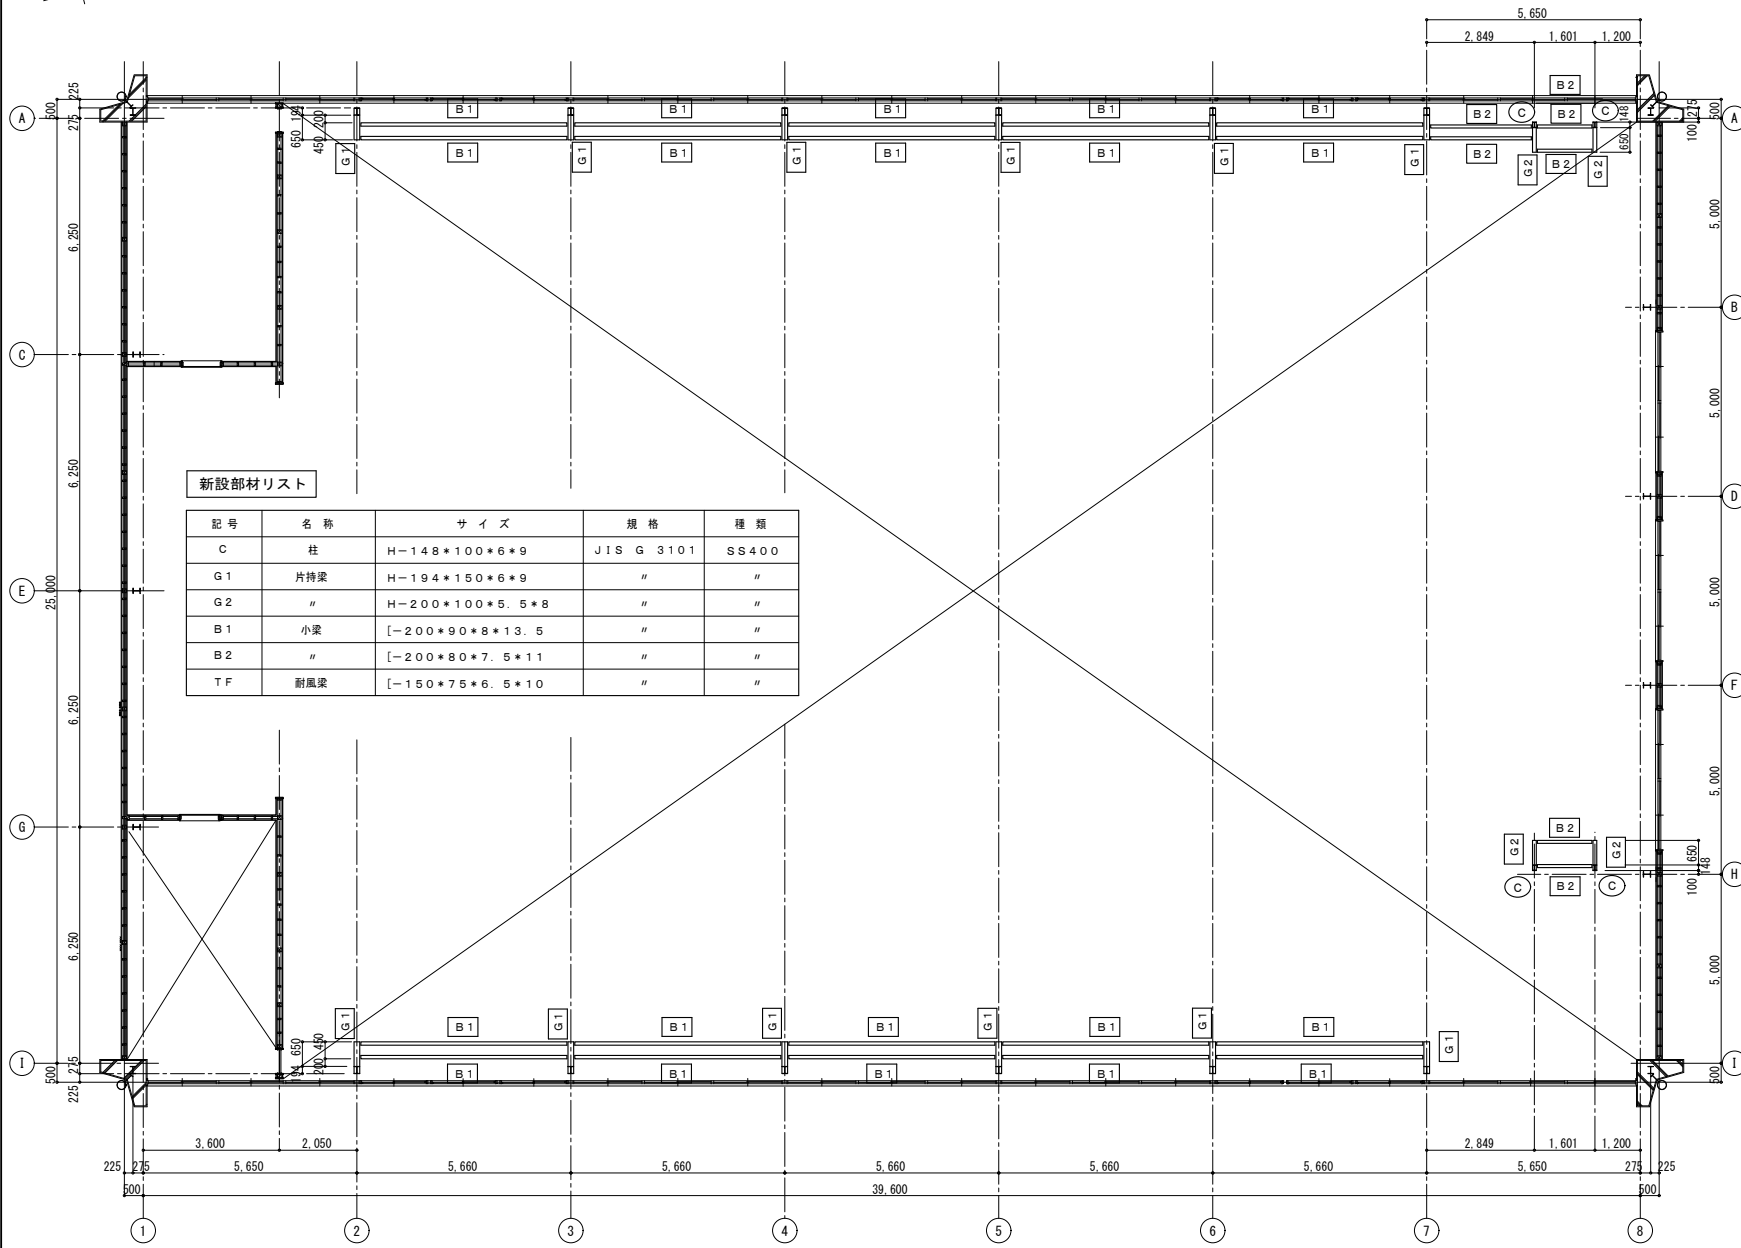 5,650
2,849 1,601 1,200
B2
225 500 275
A
194 200
650 450
B1 B1 B1 B1 B1 B2 C B2 C
148 275 500
A
100 650
G1 B1 G1 B1 G1 B1 G1 B1 G1 B1 G1 B2 G2 B2 G2
6,250
5,000
B
C
5,000
6,250
新設部材リスト
記号 名称 サイズ 規格 種類
C 柱 H−148*100*6*9 JIS G 3101 SS400
G1 片持梁 H−194*150*6*9 〃 〃
G2 〃 H−200*100*5.5*8 〃 〃
B1 小梁 [−200*90*8*13.5 〃 〃
B2 〃 [−200*80*7.5*11 〃 〃
TF 耐風梁 [−150*75*6.5*10 〃 〃
D
5,000
E
25,000
F
6,250
5,000
G
B2
G2 G2
650
148
H
100
C B2 C
6,250
5,000
G1 B1 G1 B1 G1 B1 G1 B1 G1 B1 G1
650 450
194 200
B1 B1 B1 B1 B1
I
275 500 225
I
500
3,600 2,050
2,849 1,601 1,200
225 275 5,650 5,660 5,660 5,660 5,660 5,660 5,650 275 225
500 39,600 500
1 2 3 4 5 6 7 8